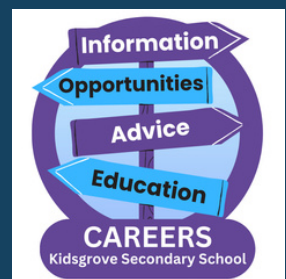 Information
Opportunities
Advice
Education
CAREERS
Kidsgrove Secondary School